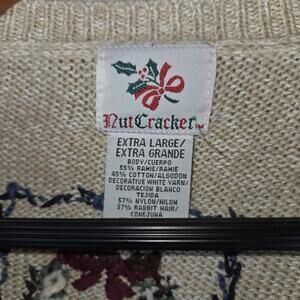 NutCracker™
EXTRA LARGE/
EXTRA GRANDE
BODY/CUERPO
55% RAMIE/RAMIE
45% COTTON/ALGODON
DECORATIVE WHITE YARN/
DECORACION BLANCO
TEJIDA
57% NYLON/NILON
37% RABBIT HAIR/
CONEJUNA